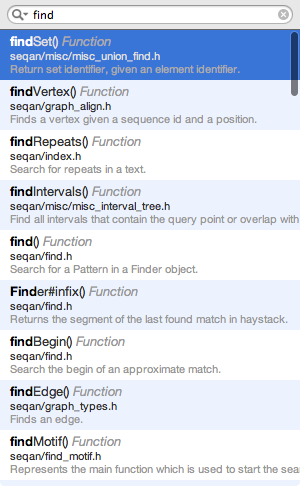 find
findSet() Function
seqan/misc/misc_union_find.h
Return set identifier, given an element identifier.
findVertex() Function
seqan/graph_align.h
Finds a vertex given a sequence id and a position.
findRepeats() Function
seqan/index.h
Search for repeats in a text.
findIntervals() Function
seqan/misc/misc_interval_tree.h
Find all intervals that contain the query point or overlap with
find() Function
seqan/find.h
Search for a Pattern in a Finder object.
Finder#infix() Function
seqan/find.h
Returns the segment of the last found match in haystack.
findBegin() Function
seqan/find.h
Search the begin of an approximate match.
findEdge() Function
seqan/graph_types.h
Finds an edge.
findMotif() Function
seqan/find_motif.h
Represents the main function which is used to start the sea